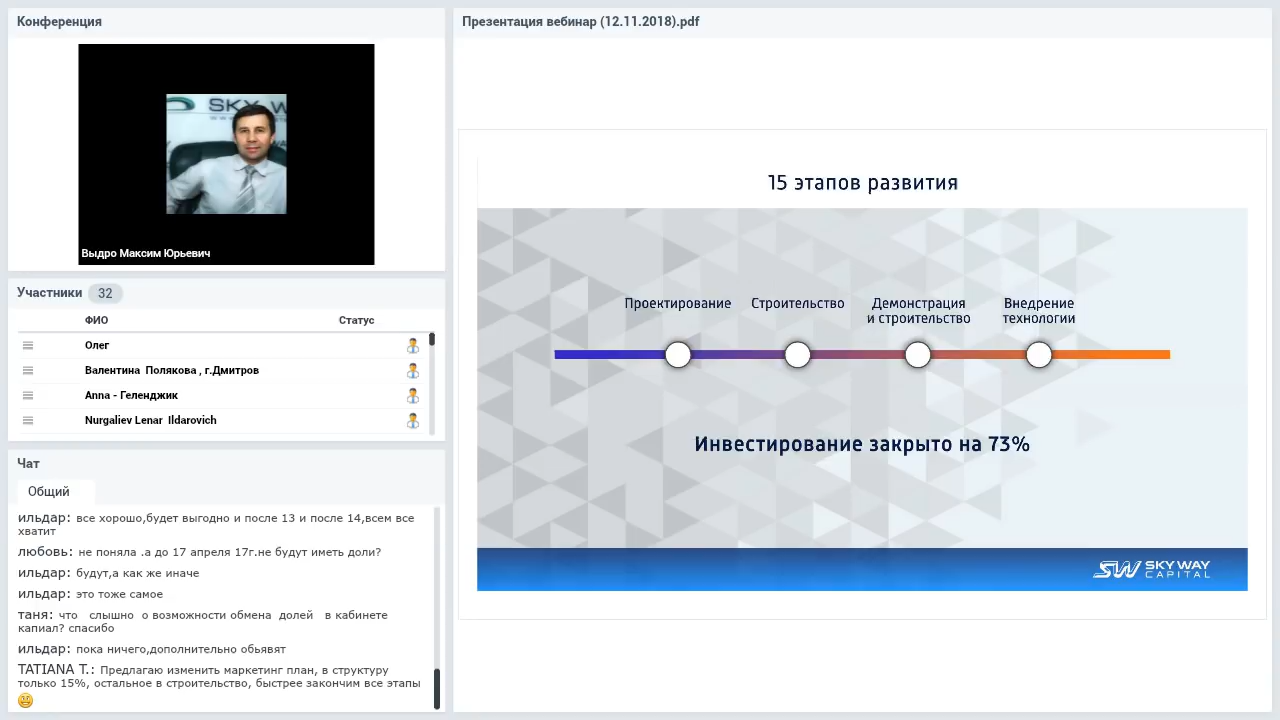 Конференция
SKY W
Выдро Максим Юрьевич
Участники 32
ФИО Статус
Олег
Валентина Полякова , г.Дмитров
Anna - Геленджик
Nurgaliev Lenar Ildarovich
Чат
Общий
ильдар: все хорошо,будет выгодно и после 13 и после 14,всем все
хватит
любовь: не поняла .а до 17 апреля 17г.не будут иметь доли?
ильдар: будут,а как же иначе
ильдар: это тоже самое
таня: что слышно о возможности обмена долей в кабинете
капиал? спасибо
ильдар: пока ничего,дополнительно обьявят
TATIANA T.: Предлагаю изменить маркетинг план, в структуру
только 15%, остальное в строительство, быстрее закончим все этапы
Презентация вебинар (12.11.2018).pdf
15 этапов развития
Проектирование
Строительство
Демонстрация
и строительство
Внедрение
технологии
Инвестирование закрыто на 73%
SW SKY WAY
CAPITAL